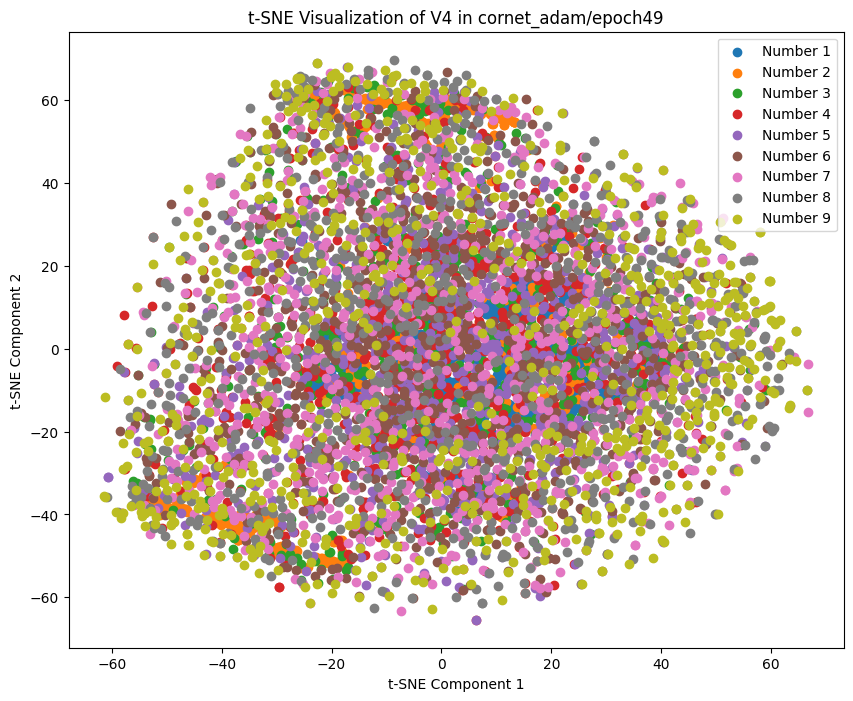 t-SNE Visualization of V4 in cornet_adam/epoch49
Number 1
Number 2
Number 3
Number 4
Number 5
Number 6
Number 7
Number 8
Number 9
60
40
20
0
−20
−40
−60
t-SNE Component 2
−60
−40
−20
0
20
40
60
t-SNE Component 1